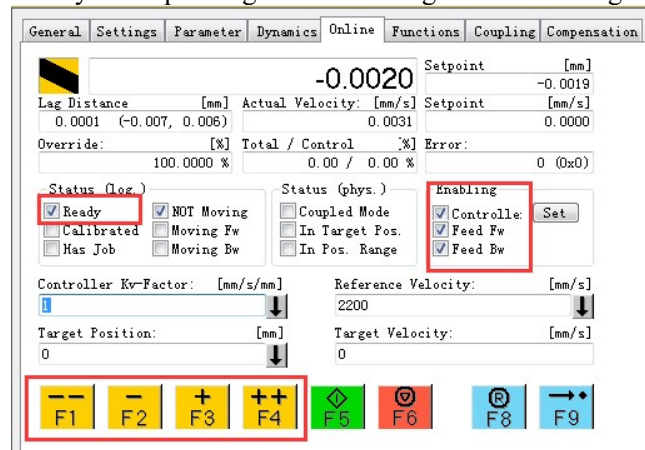 General Settings Parameter Dynamics Online Functions Coupling Compensation
-0.0020
Setpoint [mm]
-0.0019
Lag Distance [mm] Actual Velocity: [mm/s] Setpoint [mm/s]
0.0001 (-0.007, 0.006) 0.0031 0.0000
Override: [%] Total / Control [%] Error:
100.0000 % 0.00 / 0.00 % 0 (0x0)
Status (log.) Status (phys.) Enabling
Ready NOT Moving Coupled Mode Controlle: Set
Calibrated Moving Fw In Target Pos. Feed Fw
Has Job Moving Bw In Pos. Range Feed Bw
Controller Kv-Factor: [mm/s/mm] Reference Velocity: [mm/s]
1 2200
Target Position: [mm] Target Velocity: [mm/s]
0 0
-- - + ++ R
F1 F2 F3 F4 F5 F6 F8 F9